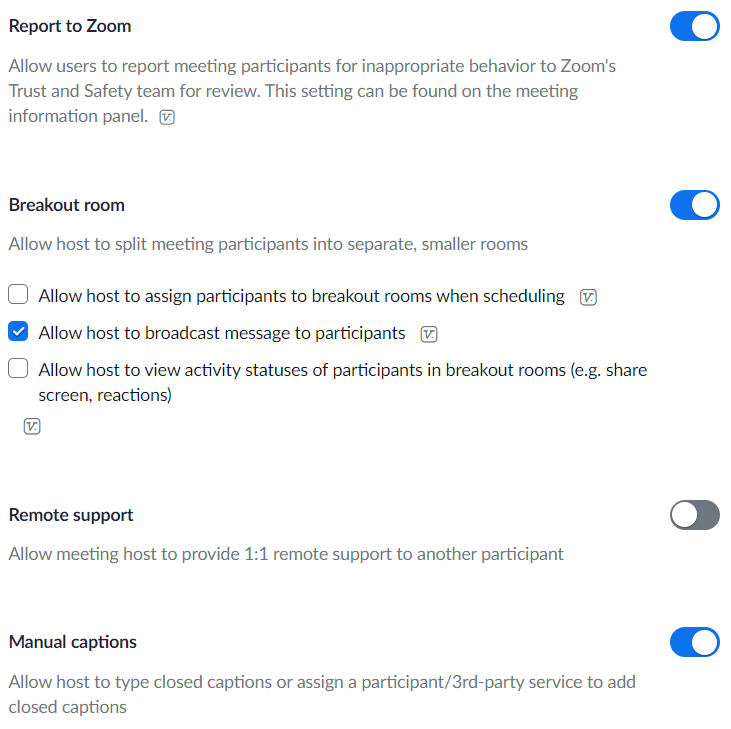 Report to Zoom
Allow users to report meeting participants for inappropriate behavior to Zoom's
Trust and Safety team for review. This setting can be found on the meeting
information panel. V:
Breakout room
Allow host to split meeting participants into separate, smaller rooms
Allow host to assign participants to breakout rooms when scheduling V:
Allow host to broadcast message to participants V:
Allow host to view activity statuses of participants in breakout rooms (e.g. share
screen, reactions)
V:
Remote support
Allow meeting host to provide 1:1 remote support to another participant
Manual captions
Allow host to type closed captions or assign a participant/3rd-party service to add
closed captions